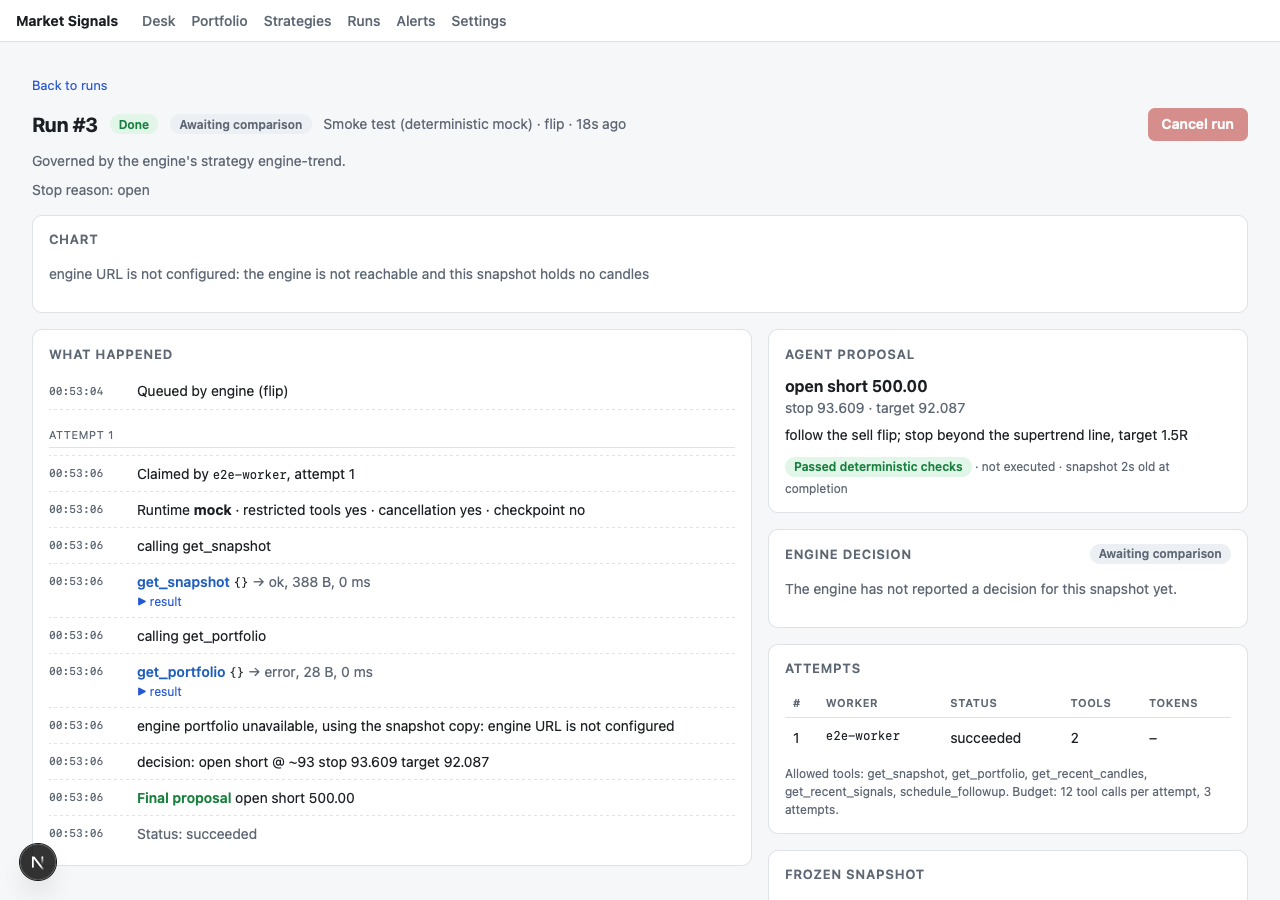 Market Signals Desk Portfolio Strategies Runs Alerts Settings
Back to runs
Run #3 Done Awaiting comparison Smoke test (deterministic mock) · flip · 18s ago Cancel run
Governed by the engine's strategy engine-trend.
Stop reason: open
CHART
engine URL is not configured: the engine is not reachable and this snapshot holds no candles
WHAT HAPPENED
00:53:04 Queued by engine (flip)
ATTEMPT 1
00:53:06 Claimed by e2e-worker, attempt 1
00:53:06 Runtime mock · restricted tools yes · cancellation yes · checkpoint no
00:53:06 calling get_snapshot
00:53:06 get_snapshot {} → ok, 388 B, 0 ms
▶ result
00:53:06 calling get_portfolio
00:53:06 get_portfolio {} → error, 28 B, 0 ms
▶ result
00:53:06 engine portfolio unavailable, using the snapshot copy: engine URL is not configured
00:53:06 decision: open short @ ~93 stop 93.609 target 92.087
00:53:06 Final proposal open short 500.00
00:53:06 Status: succeeded
N
AGENT PROPOSAL
open short 500.00
stop 93.609 · target 92.087
follow the sell flip; stop beyond the supertrend line, target 1.5R
Passed deterministic checks · not executed · snapshot 2s old at
completion
ENGINE DECISION Awaiting comparison
The engine has not reported a decision for this snapshot yet.
ATTEMPTS
# WORKER STATUS TOOLS TOKENS
1 e2e-worker succeeded 2 –
Allowed tools: get_snapshot, get_portfolio, get_recent_candles,
get_recent_signals, schedule_followup. Budget: 12 tool calls per attempt, 3
attempts.
FROZEN SNAPSHOT